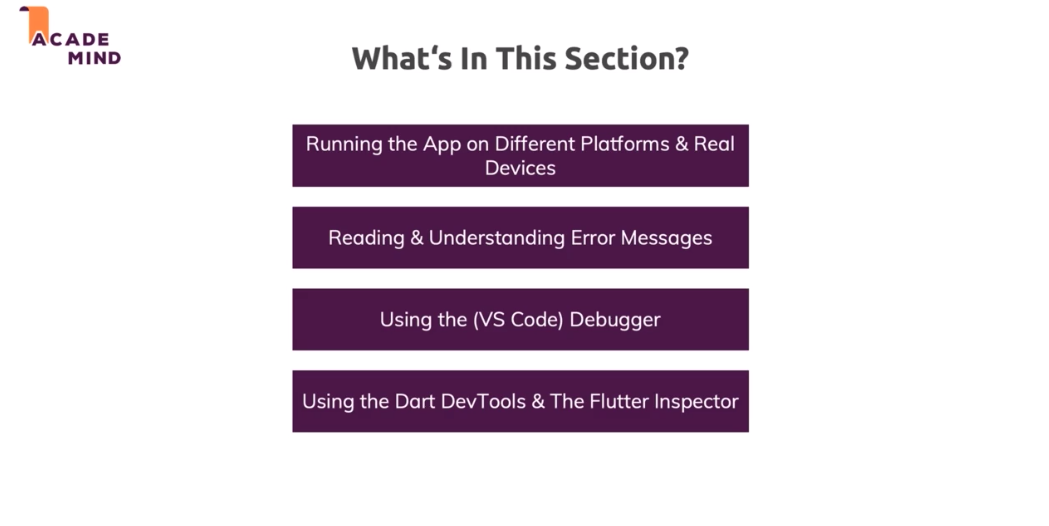 ACADE
MIND
What‘s In This Section?
Running the App on Different Platforms & Real
Devices
Reading & Understanding Error Messages
Using the (VS Code) Debugger
Using the Dart DevTools & The Flutter Inspector